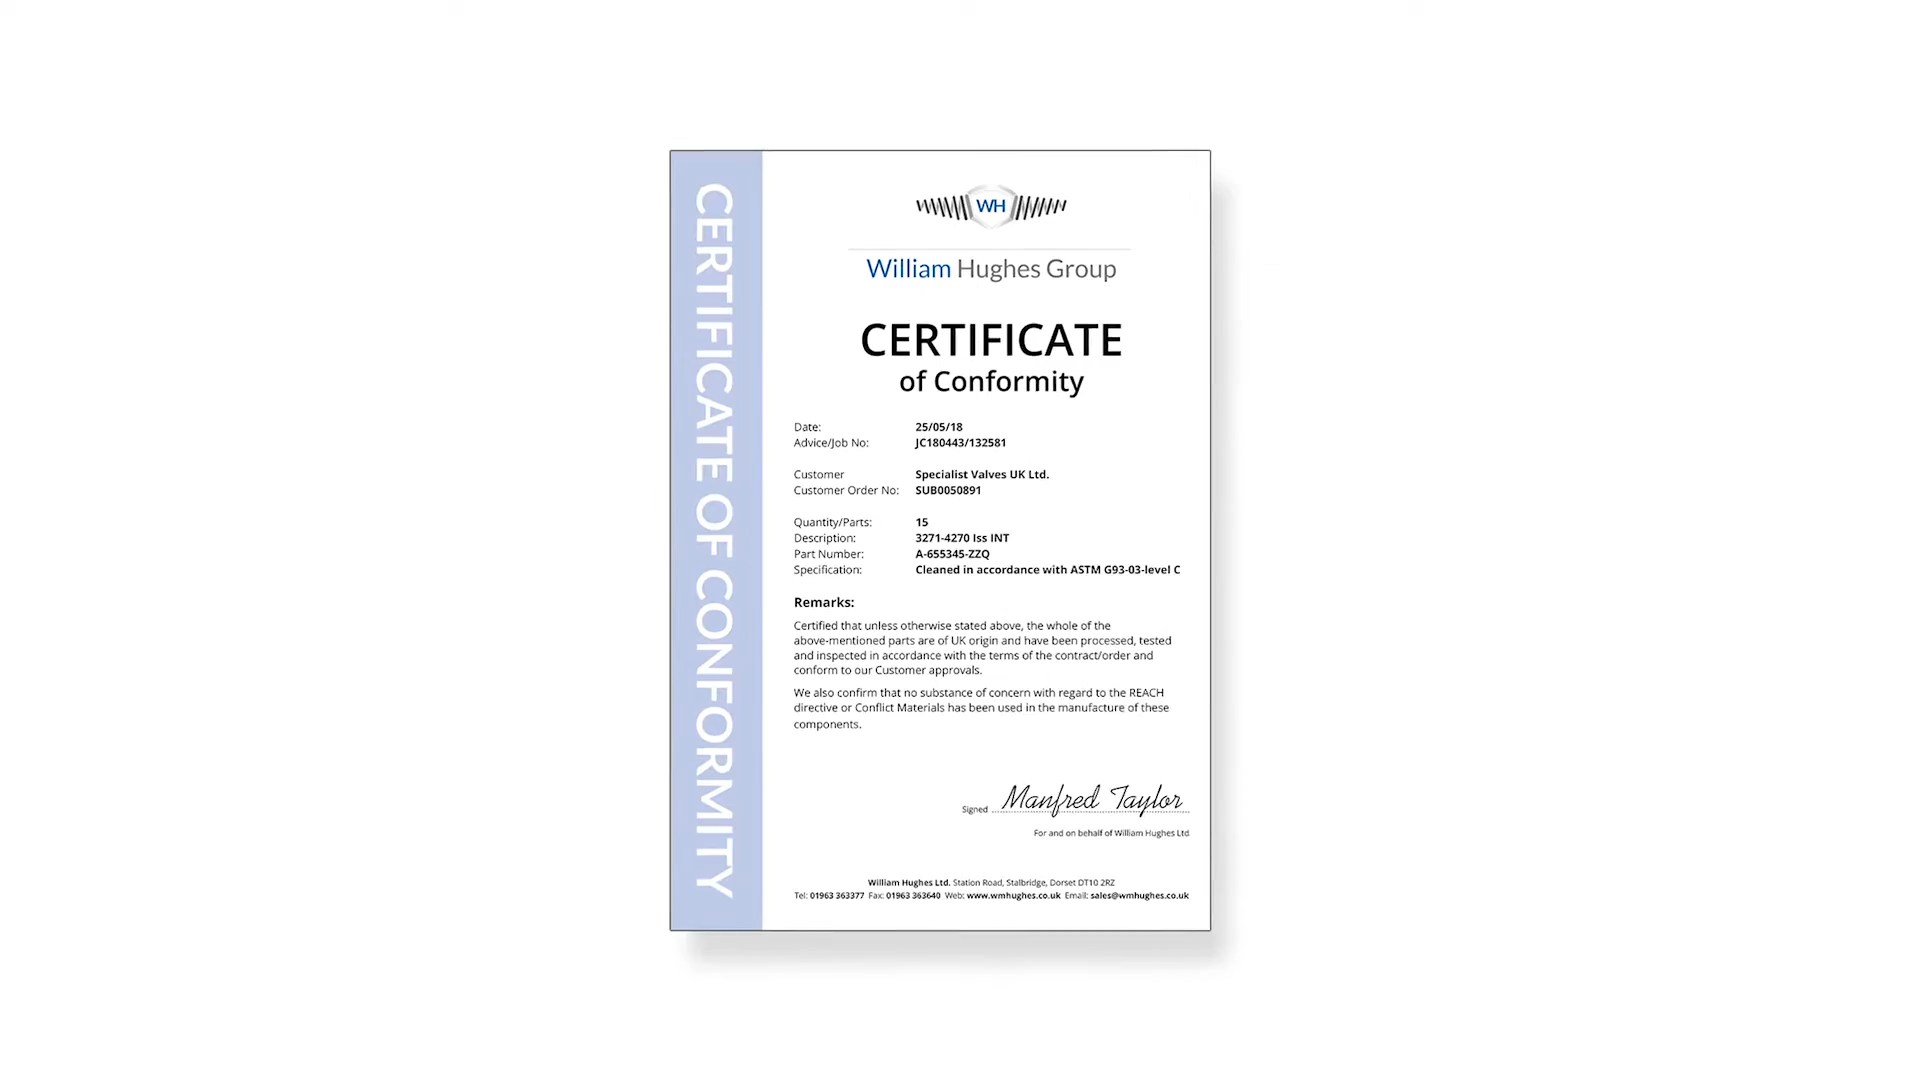 CERTIFICATE OF CONFORMITY
WH
William Hughes Group
CERTIFICATE
of Conformity
Date: 25/05/18
Advice/Job No: JC180443/132581
Customer Specialist Valves UK Ltd.
Customer Order No: SUB0050891
Quantity/Parts: 15
Description: 3271-4270 Iss INT
Part Number: A-655345-ZZQ
Specification: Cleaned in accordance with ASTM G93-03-level C
Remarks:
Certified that unless otherwise stated above, the whole of the
above-mentioned parts are of UK origin and have been processed, tested
and inspected in accordance with the terms of the contract/order and
conform to our Customer approvals.
We also confirm that no substance of concern with regard to the REACH
directive or Conflict Materials has been used in the manufacture of these
components.
Signed Manfred Taylor
For and on behalf of William Hughes Ltd
William Hughes Ltd. Station Road, Stalbridge, Dorset DT10 2RZ
Tel: 01963 363377 Fax: 01963 363640 Web: www.wmhughes.co.uk Email: sales@wmhughes.co.uk